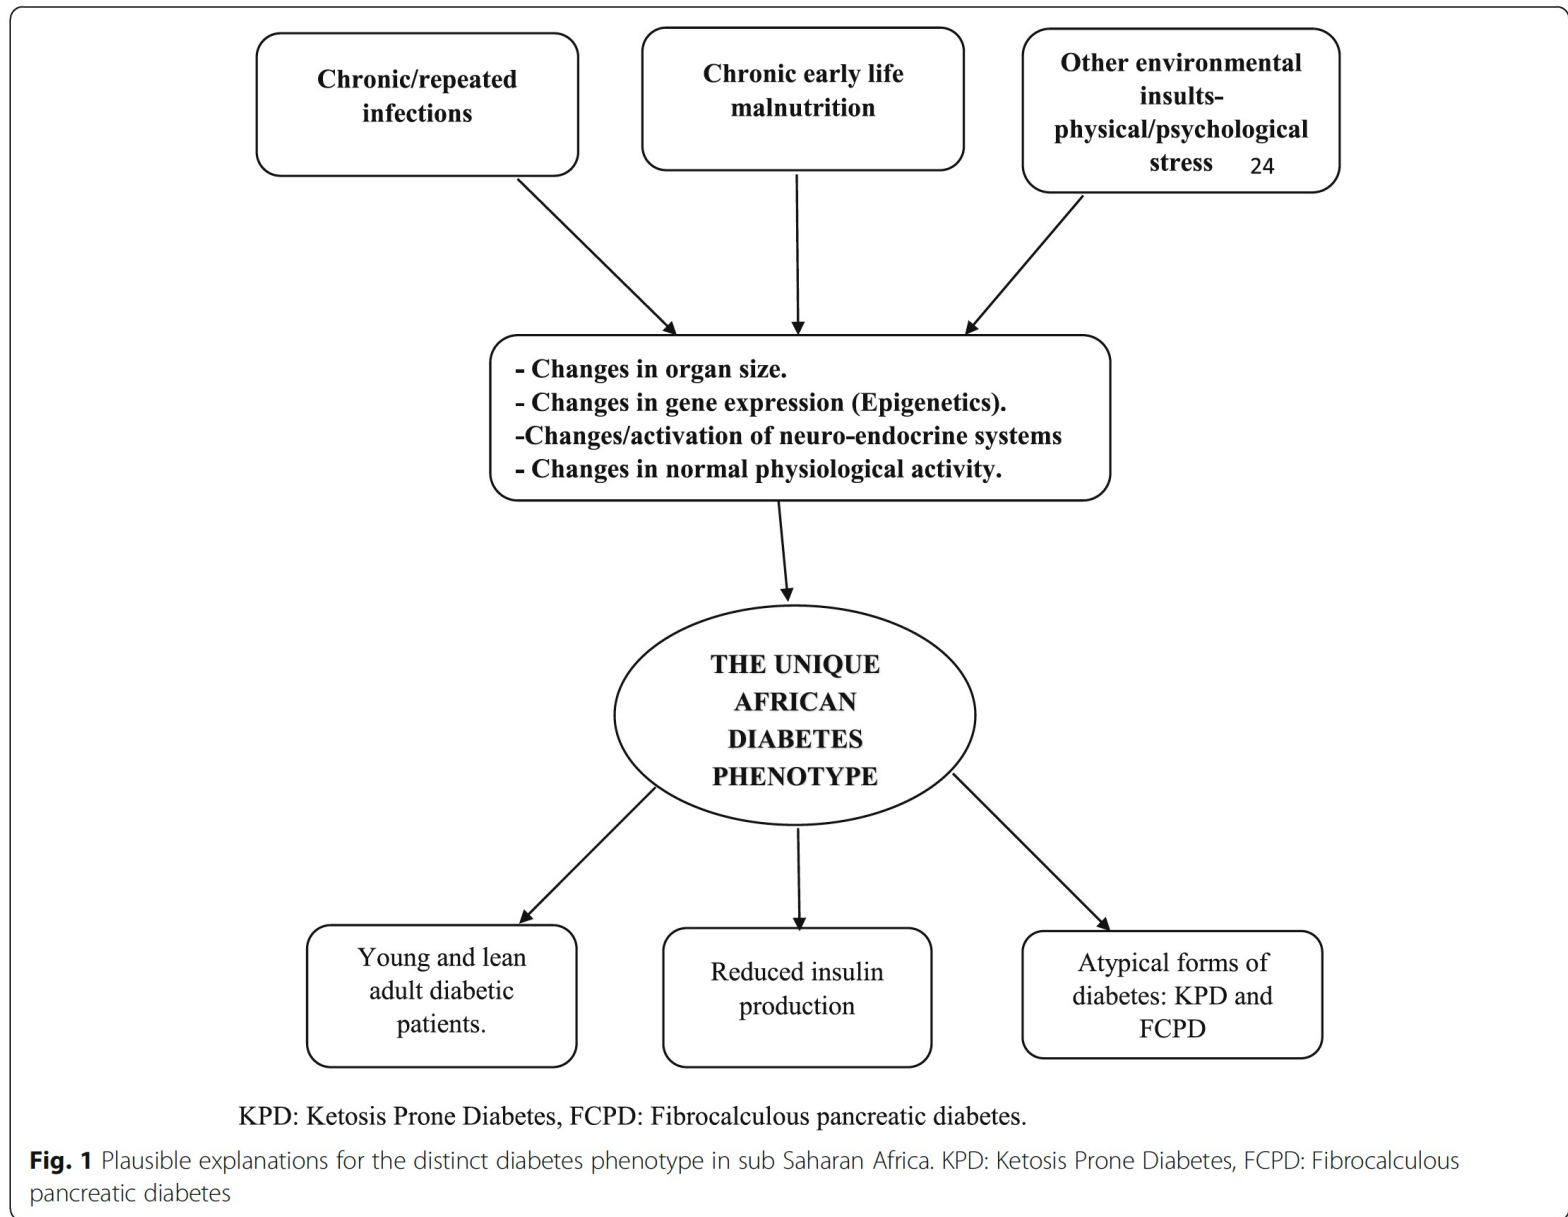 Chronic/repeated
infections
Chronic early life
malnutrition
Other environmental
insults-
physical/psychological
stress 24
- Changes in organ size.
- Changes in gene expression (Epigenetics).
-Changes/activation of neuro-endocrine systems
- Changes in normal physiological activity.
THE UNIQUE
AFRICAN
DIABETES
PHENOTYPE
Young and lean
adult diabetic
patients.
Reduced insulin
production
Atypical forms of
diabetes: KPD and
FCPD
KPD: Ketosis Prone Diabetes, FCPD: Fibrocalculous pancreatic diabetes.
Fig. 1 Plausible explanations for the distinct diabetes phenotype in sub Saharan Africa. KPD: Ketosis Prone Diabetes, FCPD: Fibrocalculous
pancreatic diabetes